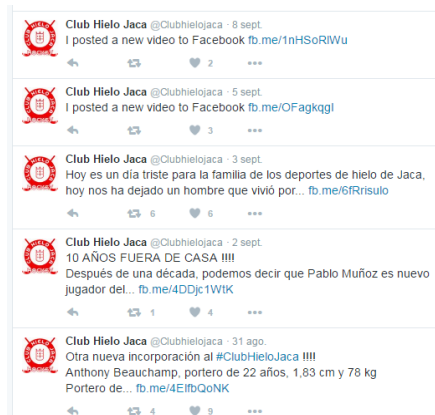 Club Hielo Jaca @Clubhielojaca · 8 sept.
I posted a new video to Facebook fb.me/1nHSoRlWu
2
Club Hielo Jaca @Clubhielojaca · 5 sept.
I posted a new video to Facebook fb.me/OFagkqgI
3
Club Hielo Jaca @Clubhielojaca · 3 sept.
Hoy es un día triste para la familia de los deportes de hielo de Jaca,
hoy nos ha dejado un hombre que vivió por... fb.me/6fRrisulo
6 6
Club Hielo Jaca @Clubhielojaca · 2 sept.
10 AÑOS FUERA DE CASA !!!!
Después de una década, podemos decir que Pablo Muñoz es nuevo
jugador del... fb.me/4DDjc1WtK
1 4
Club Hielo Jaca @Clubhielojaca · 31 ago.
Otra nueva incorporación al #ClubHieloJaca !!!!
Anthony Beauchamp, portero de 22 años, 1,83 cm y 78 kg
Portero de... fb.me/4ElfbQoNK
4 9